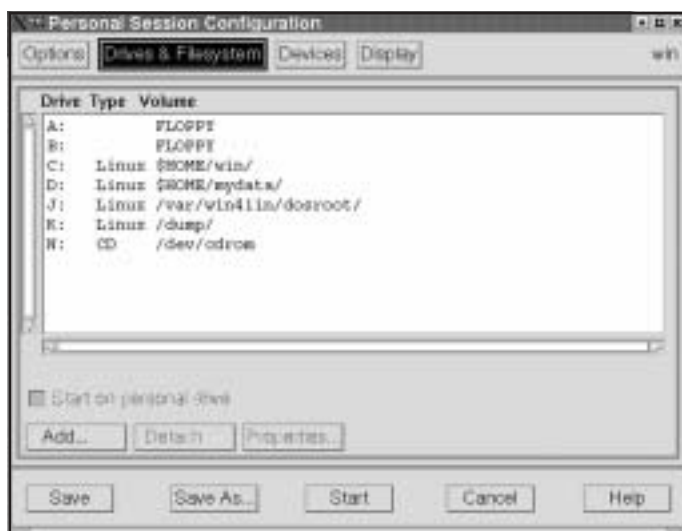 Personal Session Configuration
Options Drives & Filesystem Devices Display win
Drive Type Volume
A: FLOPPY
B: FLOPPY
C: Linux $HOME/win/
D: Linux $HOME/mydata/
J: Linux /var/win4lin/dosroot/
K: Linux /dump/
N: CD /dev/cdrom
Start on personal drive
Add... Detach Properties...
Save Save As... Start Cancel Help